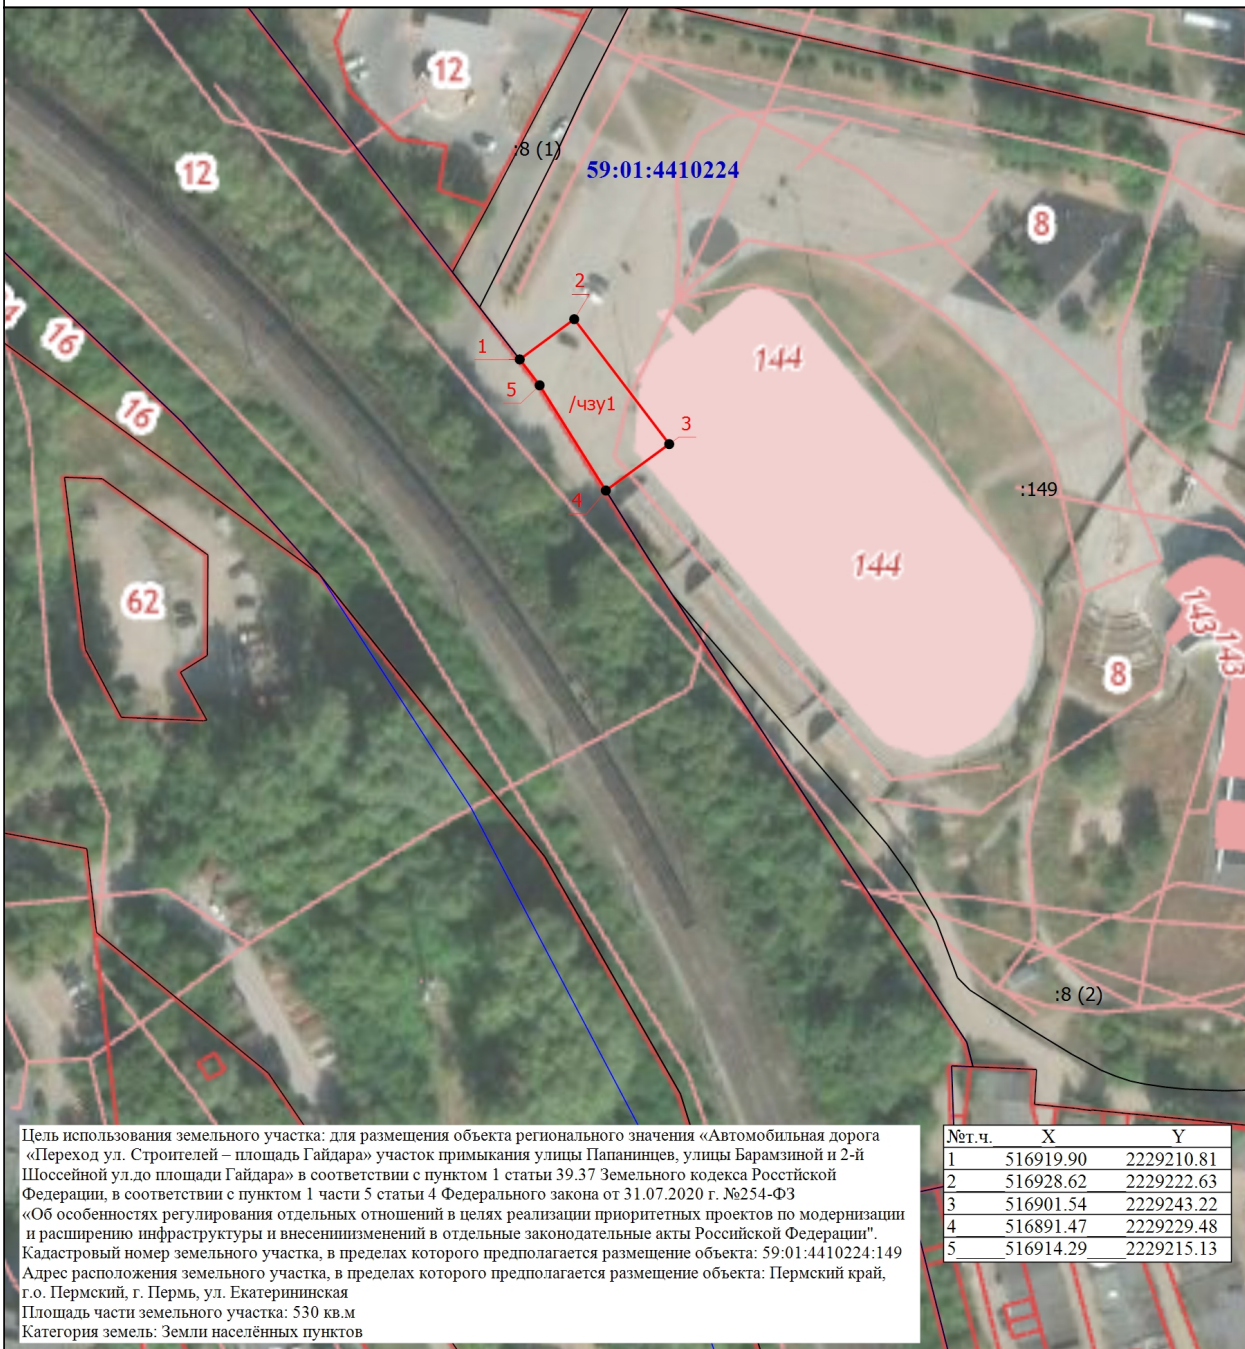 12
:8 (1)
12
59:01:4410224
8
2
16
1
144
5
/чзу1
16
3
:149
4
144
62
143
143
8
:8 (2)
Цель использования земельного участка: для размещения объекта регионального значения «Автомобильная дорога
«Переход ул. Строителей – площадь Гайдара» участок примыкания улицы Папанинцев, улицы Барамзиной и 2-й
Шоссейной ул.до площади Гайдара» в соответствии с пунктом 1 статьи 39.37 Земельного кодекса Росстйской
Федерации, в соответствии с пунктом 1 части 5 статьи 4 Федерального закона от 31.07.2020 г. №254-ФЗ
«Об особенностях регулирования отдельных отношений в целях реализации приоритетных проектов по модернизации
и расширению инфраструктуры и внесенииизменений в отдельные законодательные акты Российской Федерации".
Кадастровый номер земельного участка, в пределах которого предполагается размещение объекта: 59:01:4410224:149
Адрес расположения земельного участка, в пределах которого предполагается размещение объекта: Пермский край,
г.о. Пермский, г. Пермь, ул. Екатерининская
Площадь части земельного участка: 530 кв.м
Категория земель: Земли населённых пунктов
№т.ч. X Y
1 516919.90 2229210.81
2 516928.62 2229222.63
3 516901.54 2229243.22
4 516891.47 2229229.48
5 516914.29 2229215.13